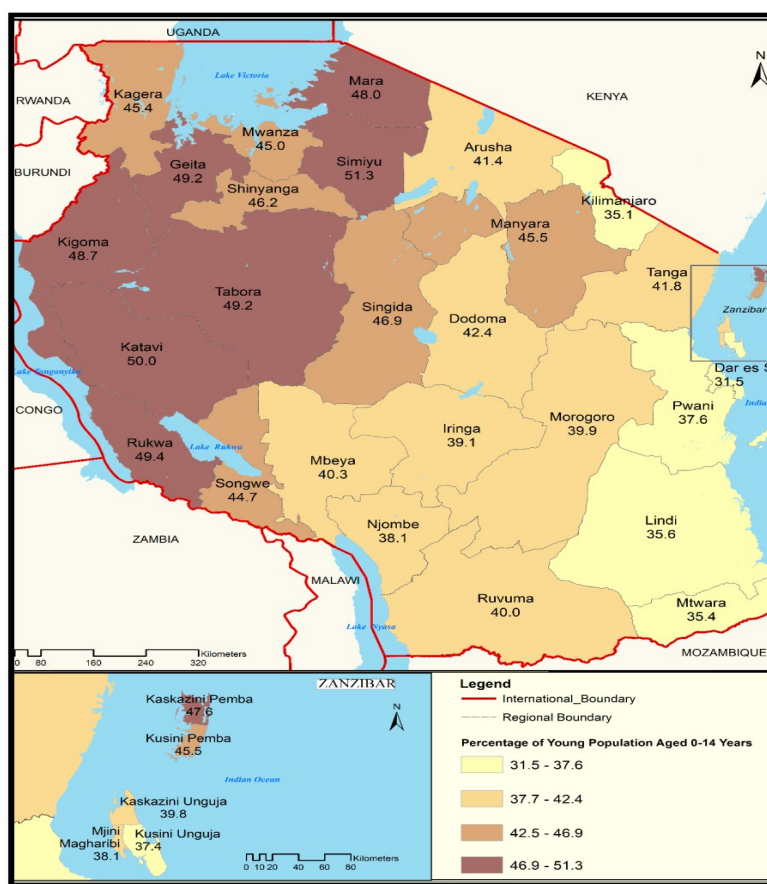 UGANDA
RWANDA
BURUNDI
CONGO
ZAMBIA
MALAWI
MOZAMBIQUE
KENYA
N
Lake Victoria
Kagera
45.4
Mara
48.0
Mwanza
45.0
Geita
49.2
Simiyu
51.3
Shinyanga
46.2
Arusha
41.4
Kilimanjaro
35.1
Manyara
45.5
Kigoma
48.7
Tabora
49.2
Singida
46.9
Dodoma
42.4
Tanga
41.8
Zanzibar
Katavi
50.0
Lake Tanganyika
Dar es S
31.5
Pwani
37.6
India
Morogoro
39.9
Iringa
39.1
Rukwa
49.4
Lake Rukwa
Mbeya
40.3
Songwe
44.7
Njombe
38.1
Lindi
35.6
Ruvuma
40.0
Mtwara
35.4
Lake Nyasa
0 40 80 160 240 320
Kilometers
ZANZIBAR
Kaskazini Pemba
47.6
N
Kusini Pemba
45.5
Indian Ocean
Kaskazini Unguja
39.8
Mjini
Magharibi
38.1
Kusini Unguja
37.4
0 10 20 40 60 80
Kilometers
Legend
International_Boundary
Regional Boundary
Percentage of Young Population Aged 0-14 Years
31.5 - 37.6
37.7 - 42.4
42.5 - 46.9
46.9 - 51.3